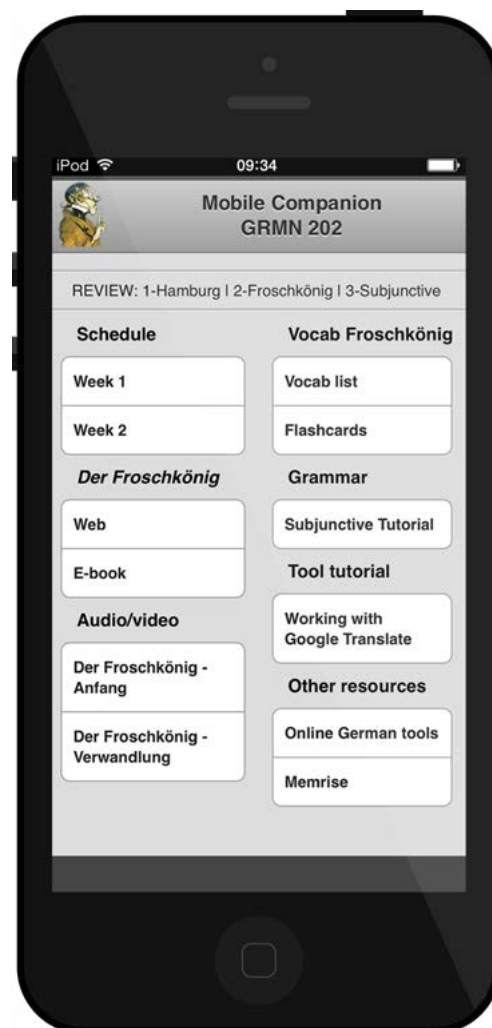 iPod 09:34
Mobile Companion
GRMN 202
REVIEW: 1-Hamburg I 2-Froschkönig I 3-Subjunctive
Schedule
Week 1
Week 2
Der Froschkönig
Web
E-book
Audio/video
Der Froschkönig -
Anfang
Der Froschkönig -
Verwandlung
Vocab Froschkönig
Vocab list
Flashcards
Grammar
Subjunctive Tutorial
Tool tutorial
Working with
Google Translate
Other resources
Online German tools
Memrise